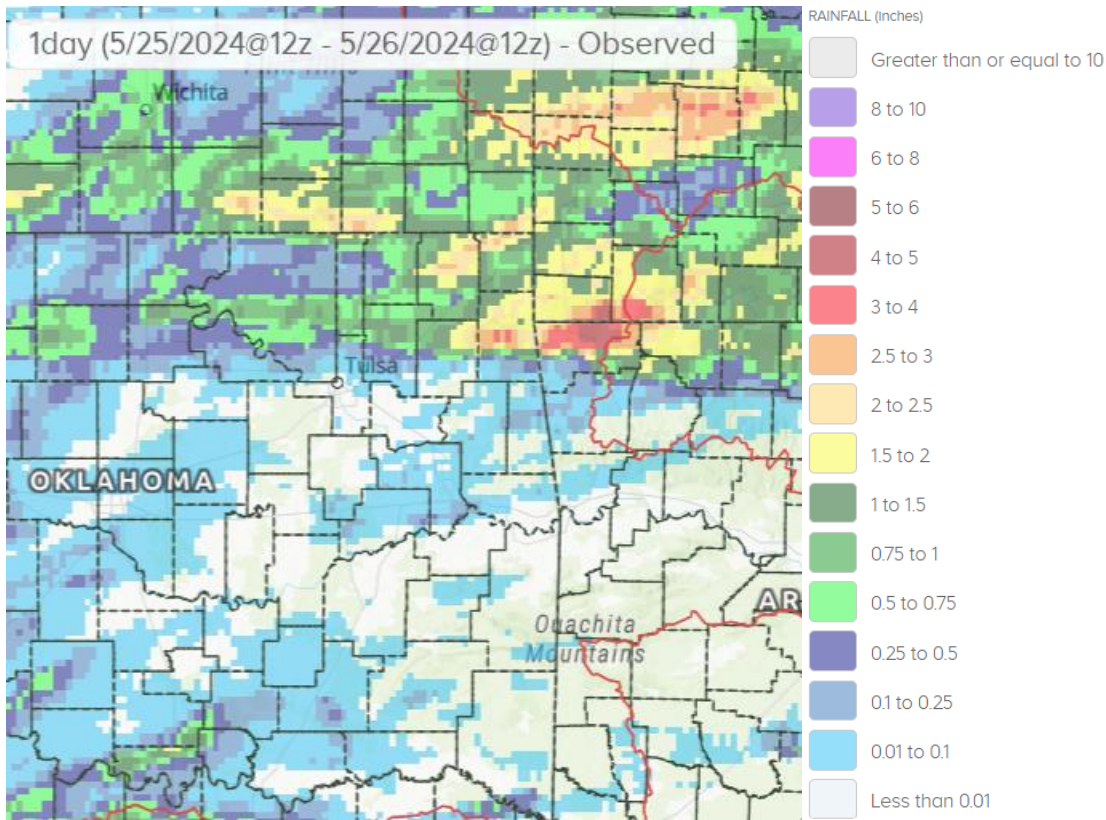 1day (5/25/2024@12z - 5/26/2024@12z) - Observed
Wichita
Tulsa
OKLAHOMA
AR
Ouachita
Mountains
RAINFALL (Inches)
Greater than or equal to 10
8 to 10
6 to 8
5 to 6
4 to 5
3 to 4
2.5 to 3
2 to 2.5
1.5 to 2
1 to 1.5
0.75 to 1
0.5 to 0.75
0.25 to 0.5
0.1 to 0.25
0.01 to 0.1
Less than 0.01